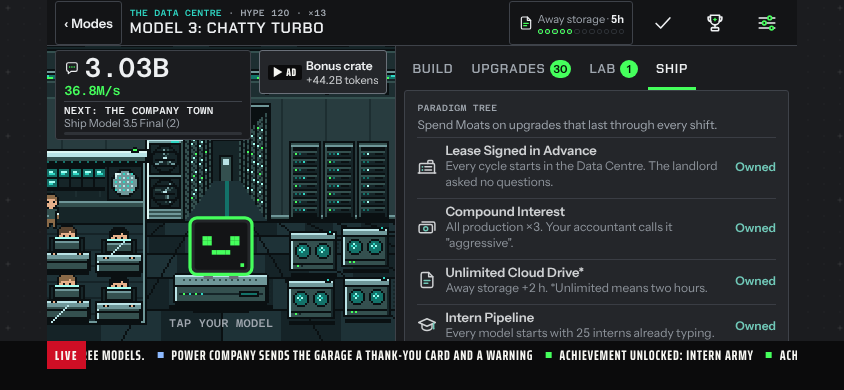 ‹ Modes
THE DATA CENTRE · HYPE 120 · ×13
MODEL 3: CHATTY TURBO
Away storage · 5h
3.03B
36.8M/s
NEXT: THE COMPANY TOWN
Ship Model 3.5 Final (2)
AD
Bonus crate
+44.2B tokens
TAP YOUR MODEL
BUILD UPGRADES 30 LAB 1 SHIP
PARADIGM TREE
Spend Moats on upgrades that last through every shift.
Lease Signed in Advance
Every cycle starts in the Data Centre. The landlord
asked no questions.
Owned
Compound Interest
All production ×3. Your accountant calls it
"aggressive".
Owned
Unlimited Cloud Drive*
Away storage +2 h. *Unlimited means two hours.
Owned
Intern Pipeline
Every model starts with 25 interns already typing.
Owned
LIVE
EE MODELS. POWER COMPANY SENDS THE GARAGE A THANK-YOU CARD AND A WARNING ACHIEVEMENT UNLOCKED: INTERN ARMY ACH